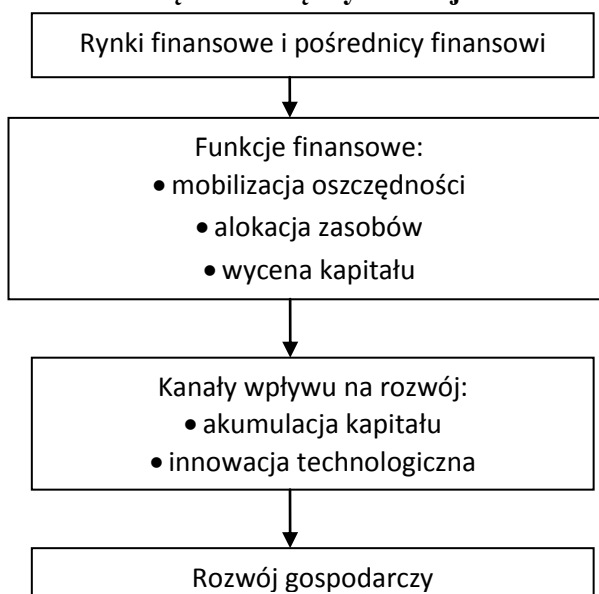 Rynki finansowe i pośrednicy finansowi
Funkcje finansowe:
• mobilizacja oszczędności
• alokacja zasobów
• wycena kapitału
Kanały wpływu na rozwój:
• akumulacja kapitału
• innowacja technologiczna
Rozwój gospodarczy